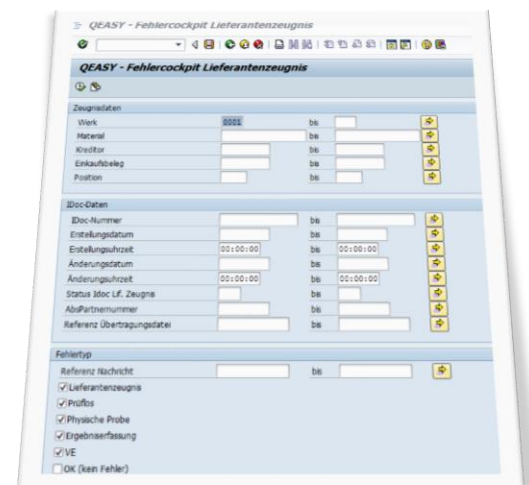 QEASY - Fehlercockpit Lieferantenzeugnis
QEASY - Fehlercockpit Lieferantenzeugnis
Zeugnisdaten
Werk 0001 bis
Material bis
Kreditor bis
Einkaufsbeleg bis
Position bis
IDoc-Daten
IDoc-Nummer bis
Erstellungsdatum bis
Erstellungsuhrzeit 00:00:00 bis 00:00:00
Änderungsdatum bis
Änderungsuhrzeit 00:00:00 bis 00:00:00
Status Idoc Lif. Zeugnis bis
AbsPartnernummer bis
Referenz Übertragungsdatei bis
Fehlertyp
Referenz Nachricht bis
Lieferantenzeugnis
Prüflos
Physische Probe
Ergebniserfassung
VE
OK (kein Fehler)